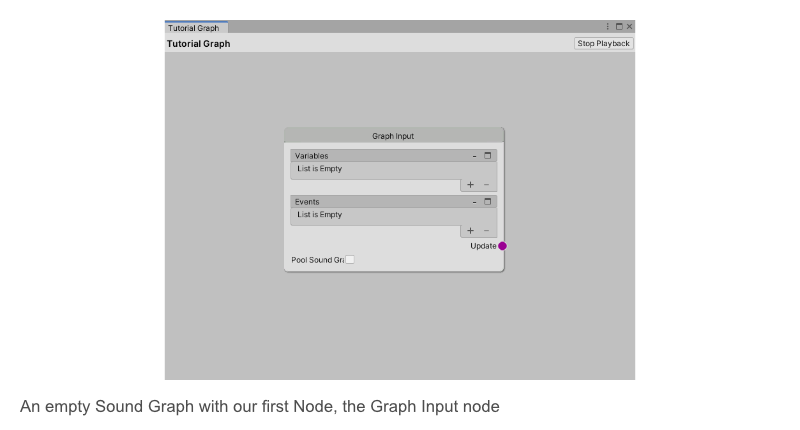 Tutorial Graph
Tutorial Graph
Stop Playback
Graph Input
Variables
List is Empty
Events
List is Empty
Update
Pool Sound Gra
An empty Sound Graph with our first Node, the Graph Input node